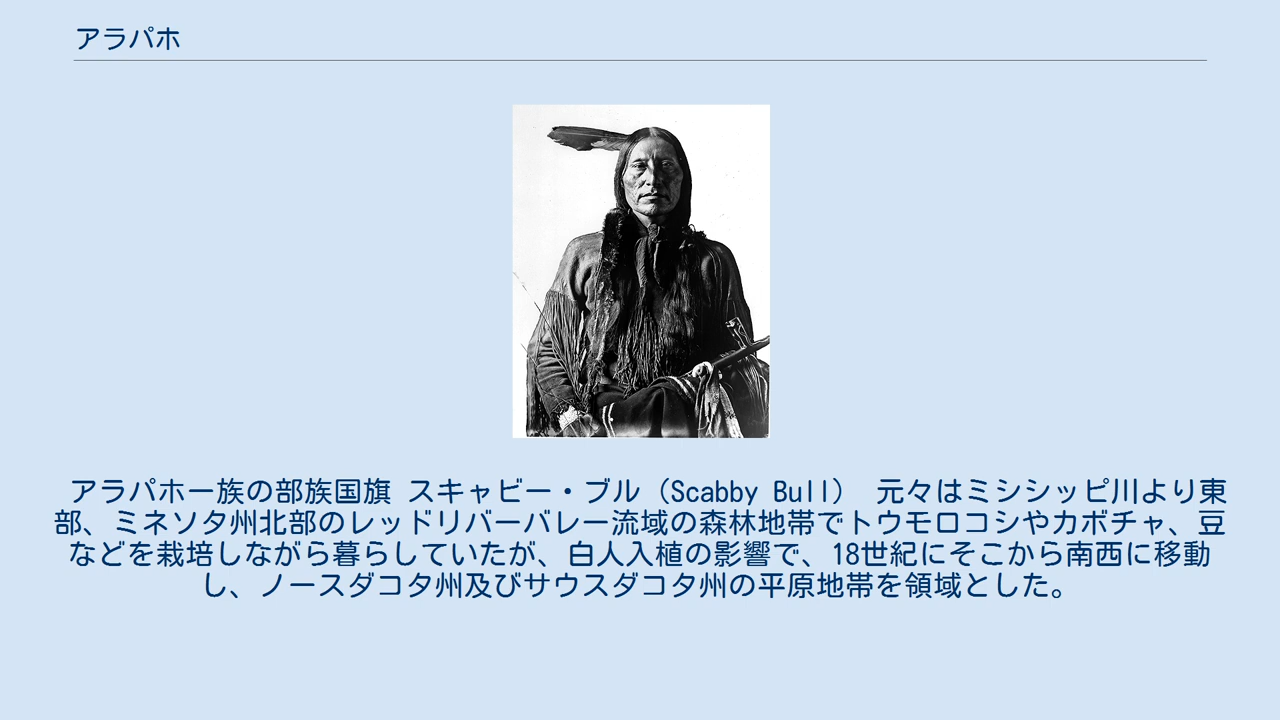 アラパホ
アラパホー族の部族国旗 スキャビー・ブル（Scabby Bull） 元々はミシシッピ川より東
部、ミネソタ州北部のレッドリバーバレー流域の森林地帯でトウモロコシやカボチャ、豆
などを栽培しながら暮らしていたが、白人入植の影響で、18世紀にそこから南西に移動
し、ノースダコタ州及びサウスダコタ州の平原地帯を領域とした。